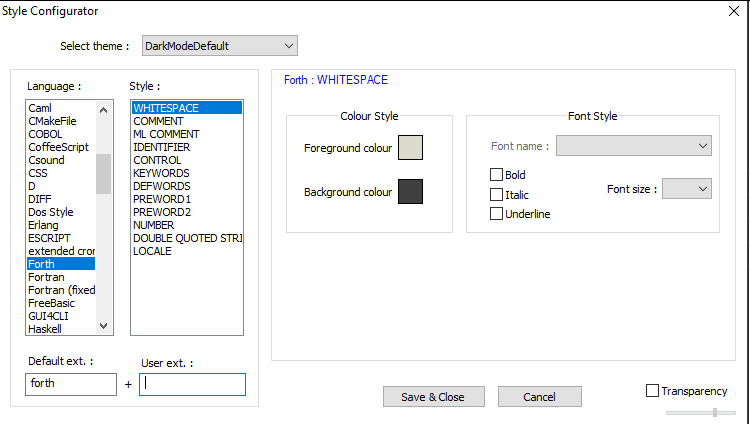 Style Configurator
Select theme : DarkModeDefault
Language :
Style :
Caml
CMakeFile
COBOL
CoffeeScript
Csound
CSS
D
DIFF
Dos Style
Erlang
ESCRIPT
extended cror
Forth
Fortran
Fortran (fixed
FreeBasic
GUI4CLI
Haskell
WHITESPACE
COMMENT
ML COMMENT
IDENTIFIER
CONTROL
KEYWORDS
DEFWORDS
PREWORD1
PREWORD2
NUMBER
DOUBLE QUOTED STRI
LOCALE
Default ext. :
User ext. :
forth
+
Forth : WHITESPACE
Colour Style
Foreground colour
Background colour
Font Style
Font name :
Bold
Italic
Underline
Font size :
Save & Close
Cancel
Transparency